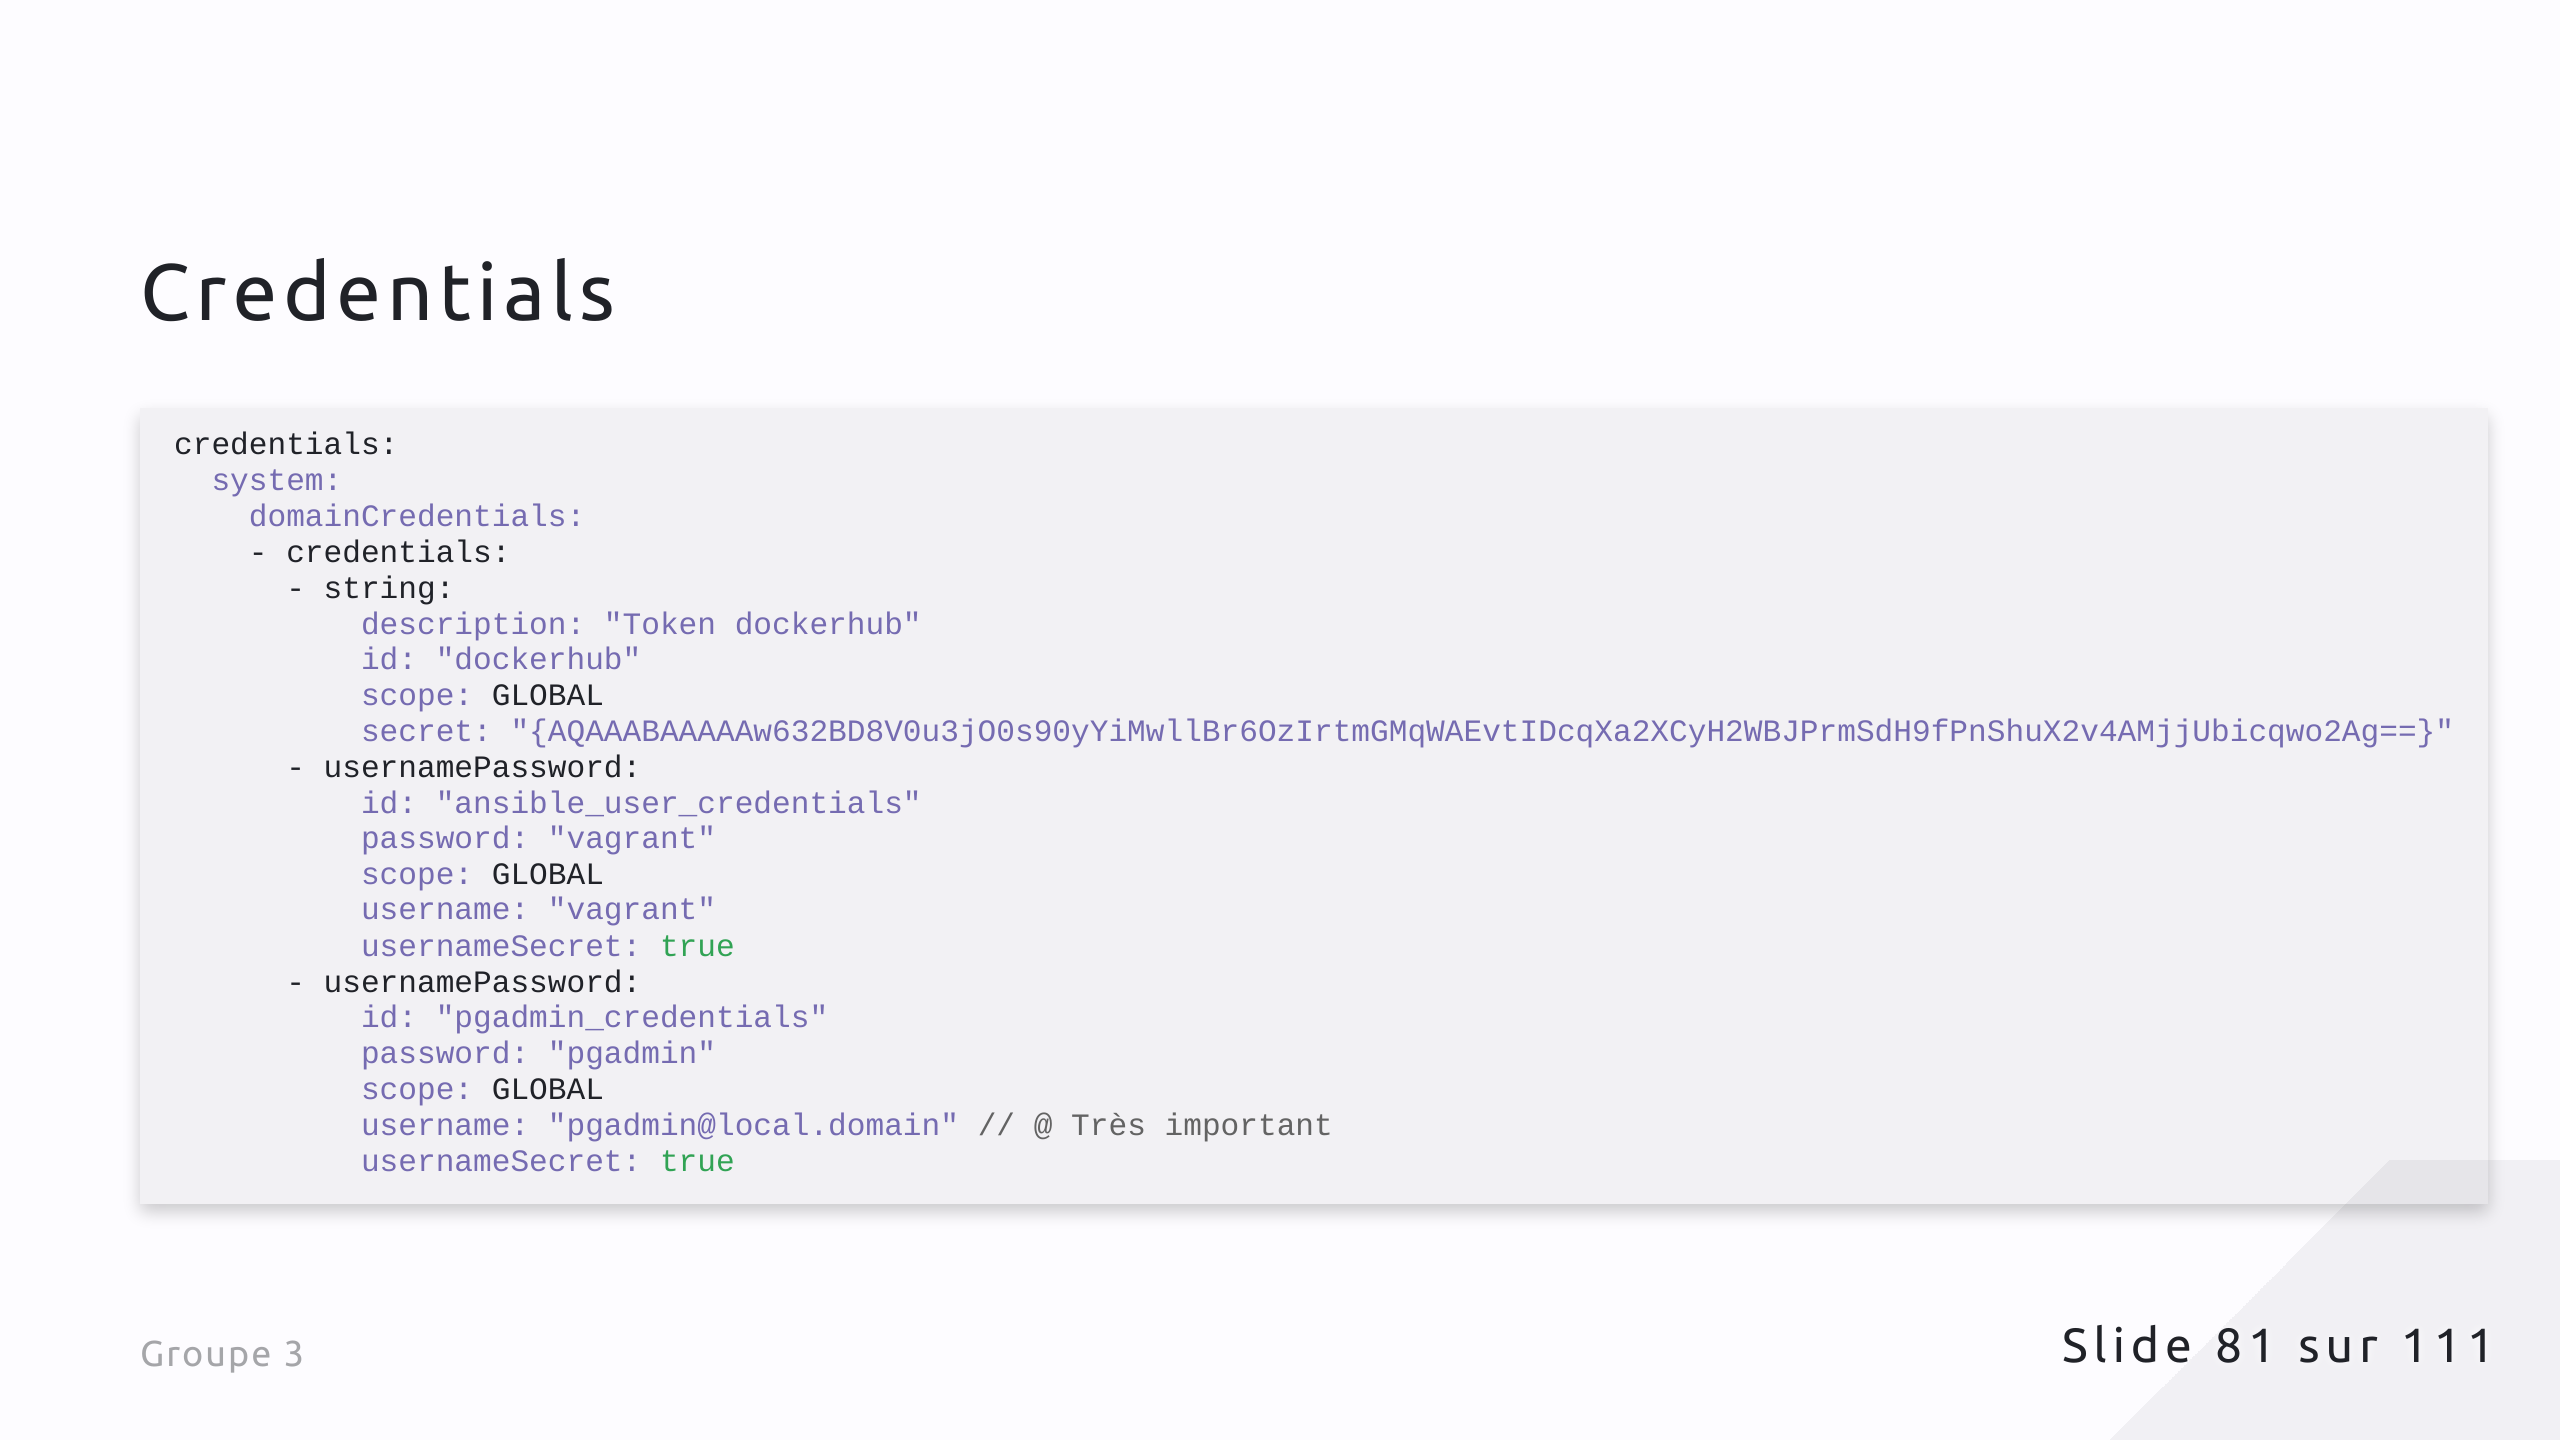 Credentials
credentials:
  system:
    domainCredentials:
    - credentials:
      - string:
          description: "Token dockerhub"
          id: "dockerhub"
          scope: GLOBAL
          secret: "{AQAAABAAAAAw632BD8V0u3jO0s90yYiMwllBr6OzIrtmGMqWAEvtIDcqXa2XCyH2WBJPrmSdH9fPnShuX2v4AMjjUbicqwo2Ag==}"
      - usernamePassword:
          id: "ansible_user_credentials"
          password: "vagrant"
          scope: GLOBAL
          username: "vagrant"
          usernameSecret: true
      - usernamePassword:
          id: "pgadmin_credentials"
          password: "pgadmin"
          scope: GLOBAL
          username: "pgadmin@local.domain" // @ Très important
          usernameSecret: true
Groupe 3
Slide 81 sur 111